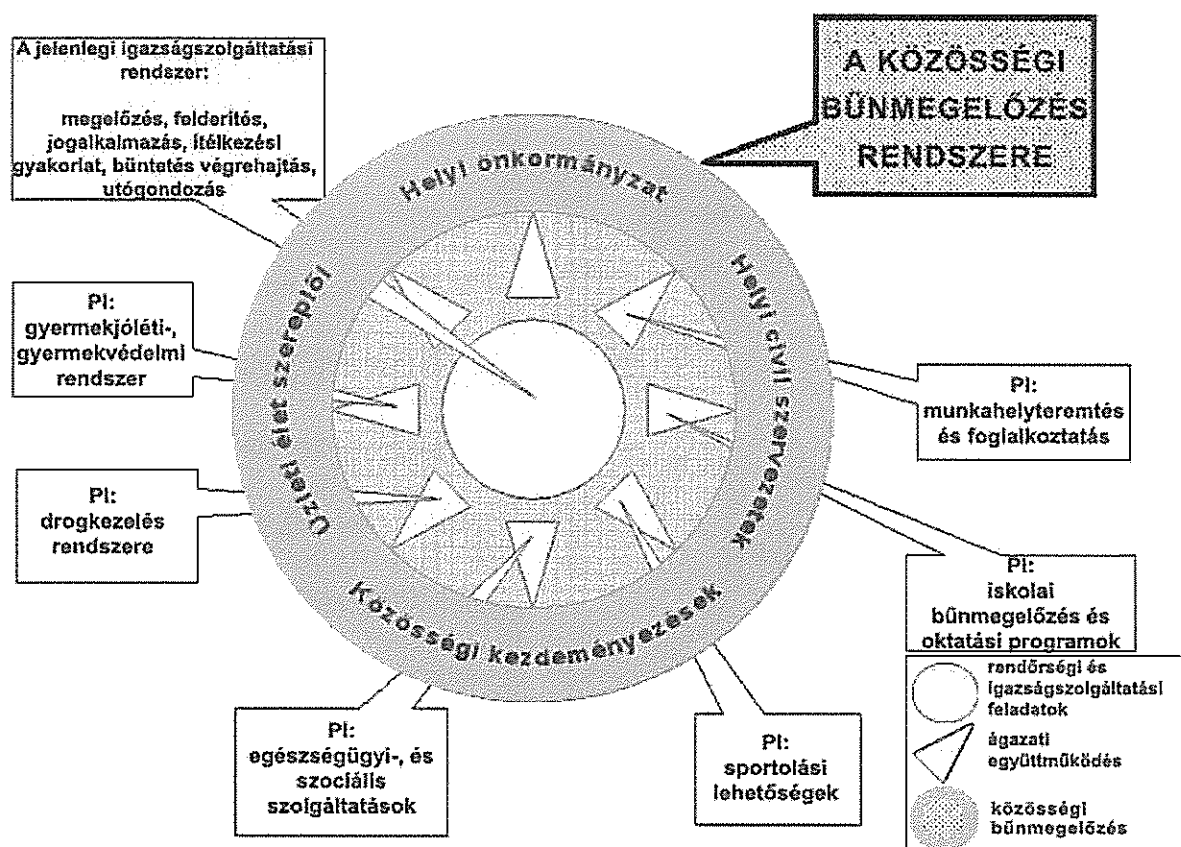 A jelenlegi igazságszolgáltatási
rendszer:
megelőzés, felderítés,
jogalkalmazás, ítélkezési
gyakorlat, büntetés végrehajtás,
utógondozás
A KÖZÖSSÉGI
BŰNMEGELŐZÉS
RENDSZERE
Helyi önkormányzat
Helyi civil szervezetek
Közösségi kezdeményezések
Üzleti élet szereplői
Pl:
gyermekjóléti-,
gyermekvédelmi
rendszer
Pl:
munkahelyteremtés
és foglalkoztatás
Pl:
drogkezelés
rendszere
Pl:
iskolai
bűnmegelőzés és
oktatási programok
Pl:
egészségügyi-, és
szociális
szolgáltatások
Pl:
sportolási
lehetőségek
rendőrségi és
igazságszolgáltatási
feladatok
ágazati
együttműködés
közösségi
bűnmegelőzés